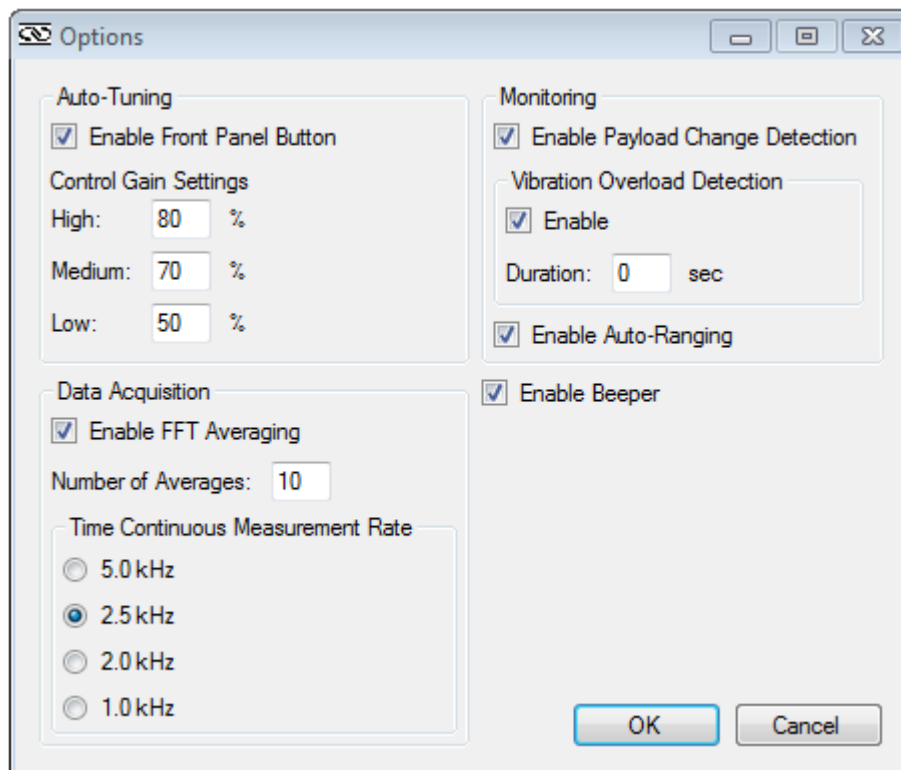 Options
Auto-Tuning
Enable Front Panel Button
Control Gain Settings
High: 80 %
Medium: 70 %
Low: 50 %
Monitoring
Enable Payload Change Detection
Vibration Overload Detection
Enable
Duration: 0 sec
Enable Auto-Ranging
Data Acquisition
Enable FFT Averaging
Number of Averages: 10
Time Continuous Measurement Rate
5.0 kHz
2.5 kHz
2.0 kHz
1.0 kHz
Enable Beeper
OK
Cancel